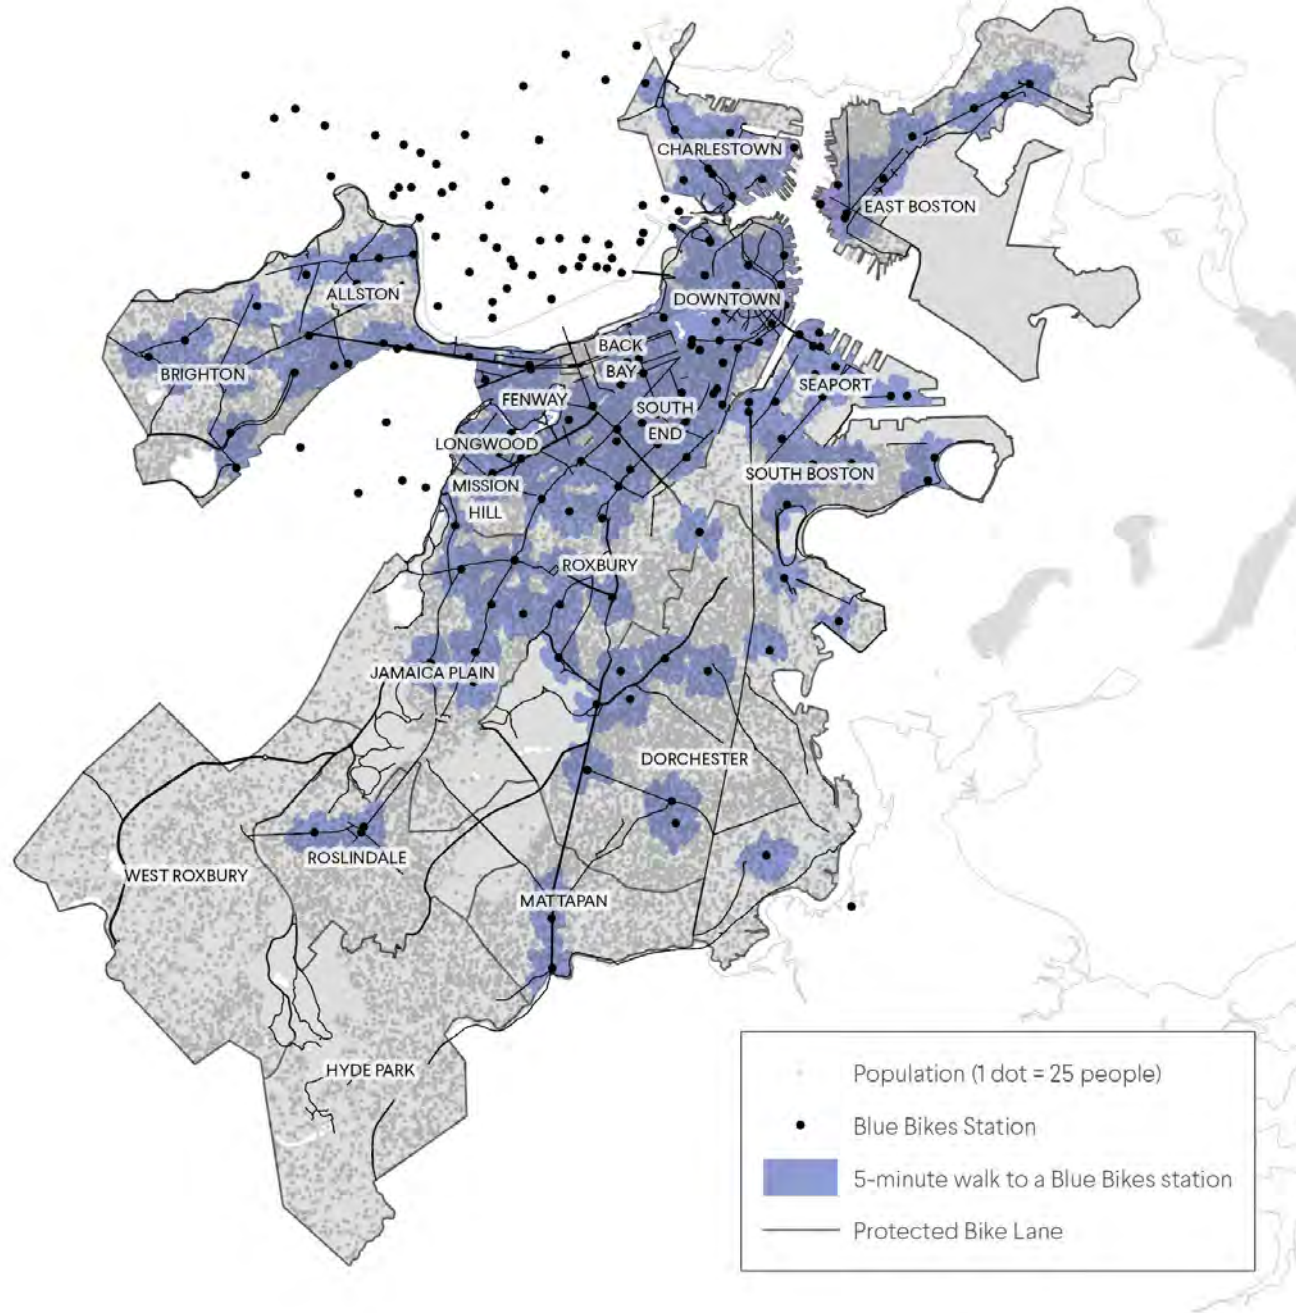 CHARLESTOWN
EAST BOSTON
ALLSTON
DOWNTOWN
BACK
BAY
BRIGHTON
SEAPORT
FENWAY
SOUTH
END
LONGWOOD
SOUTH BOSTON
MISSION
HILL
ROXBURY
JAMAICA PLAIN
DORCHESTER
ROSLINDALE
WEST ROXBURY
MATTAPAN
HYDE PARK
Population (1 dot = 25 people)
Blue Bikes Station
5-minute walk to a Blue Bikes station
Protected Bike Lane